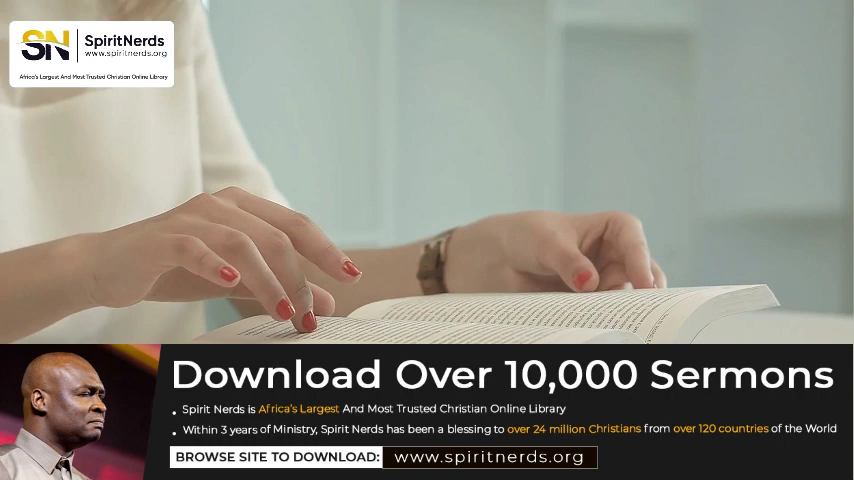 SN
SpiritNerds
www.spiritnerds.org
Africa's Largest And Most Trusted Christian Online Library
Download Over 10,000 Sermons
• Spirit Nerds is Africa's Largest And Most Trusted Christian Online Library
• Within 3 years of Ministry, Spirit Nerds has been a blessing to over 24 million Christians from over 120 countries of the World
BROWSE SITE TO DOWNLOAD: www.spiritnerds.org